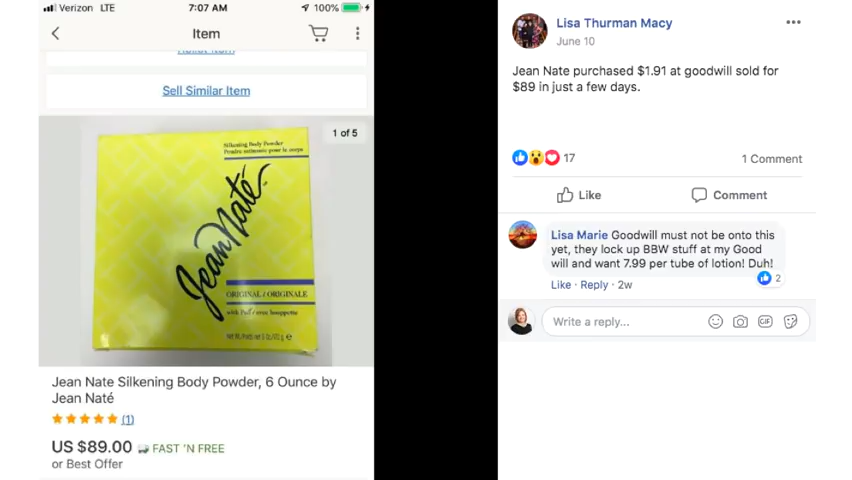 Verizon LTE 7:07 AM 100%
Item
Sell Similar Item
1 of 5
Silkening Body Powder
Poudre satinante pour le corps
Jean Naté
ORIGINAL / ORIGINALE
with Puff / avec houppette
Jean Nate Silkening Body Powder, 6 Ounce by
Jean Naté
(1)
US $89.00 FAST 'N FREE
or Best Offer
Lisa Thurman Macy
June 10
Jean Nate purchased $1.91 at goodwill sold for
$89 in just a few days.
17 1 Comment
Like Comment
Lisa Marie Goodwill must not be onto this
yet, they lock up BBW stuff at my Good
will and want 7.99 per tube of lotion! Duh!
2
Like · Reply · 2w
Write a reply...
GIF